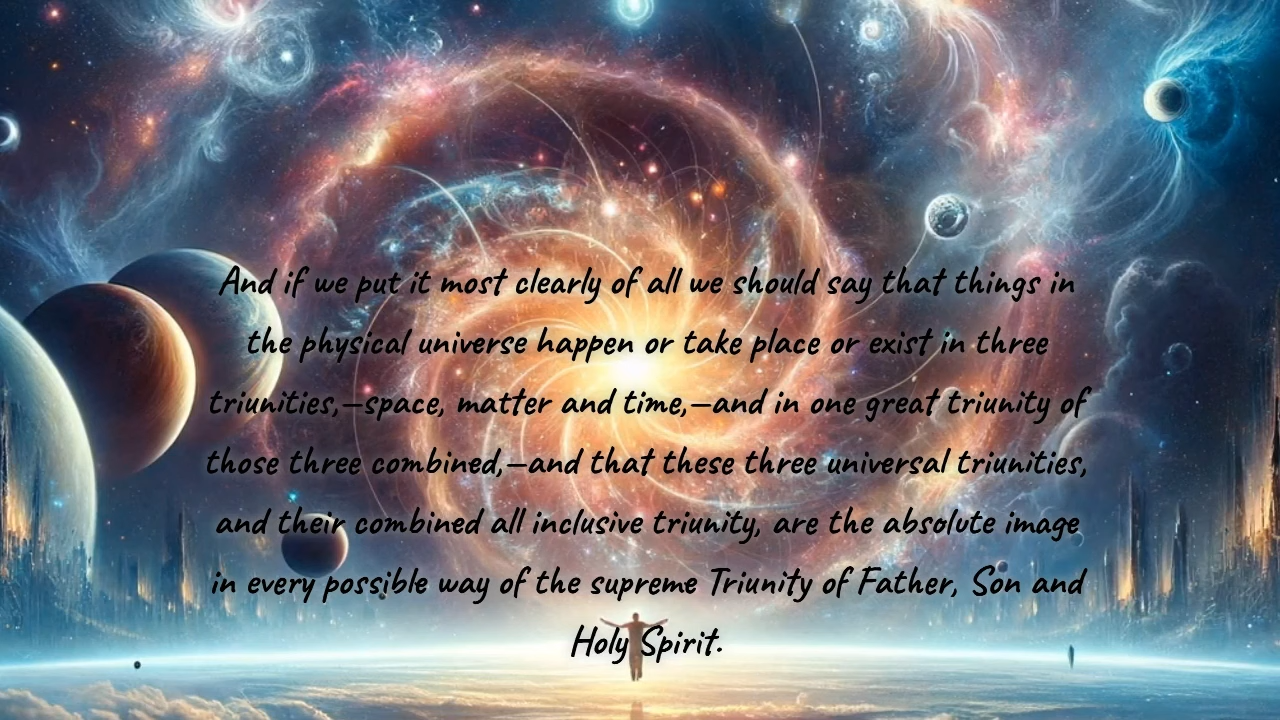 And if we put it most clearly of all we should say that things in
the physical universe happen or take place or exist in three
triunities,—space, matter and time,—and in one great triunity of
those three combined,—and that these three universal triunities,
and their combined all inclusive triunity, are the absolute image
in every possible way of the supreme Triunity of Father, Son and
Holy Spirit.